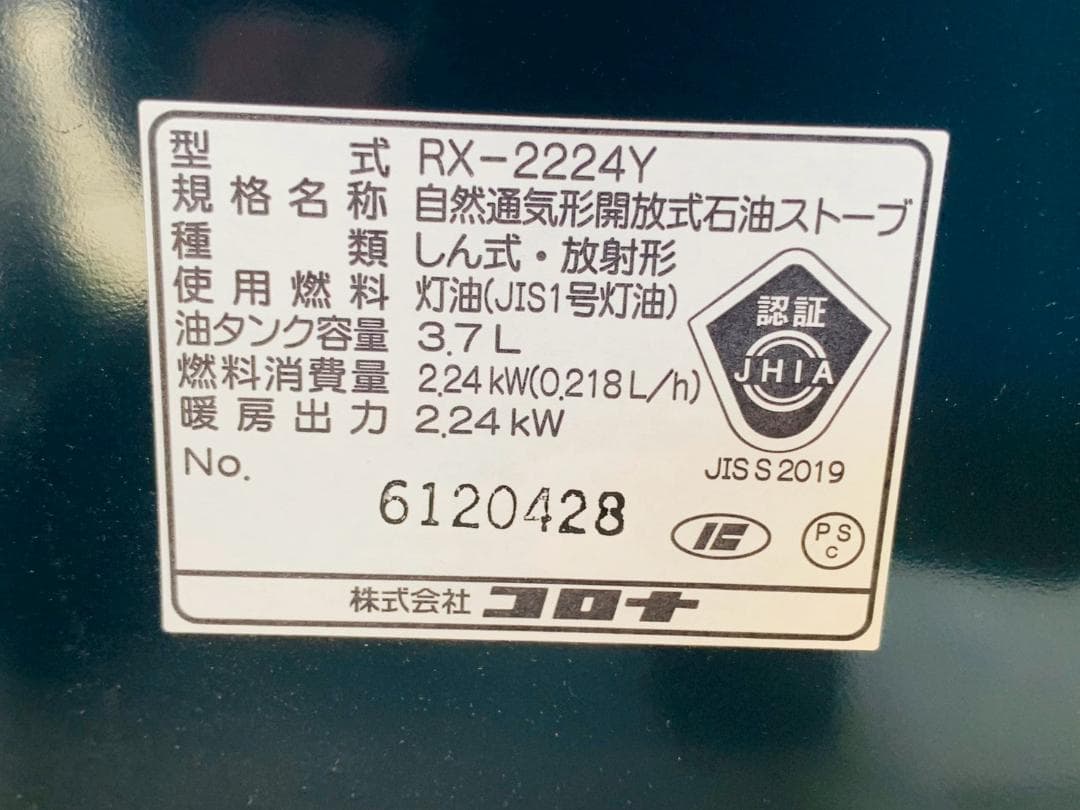 型式 RX-2224Y
規格名称 自然通気形開放式石油ストーブ
種類 しん式・放射形
使用燃料 灯油(JIS1号灯油)
油タンク容量 3.7L
燃料消費量 2.24kW(0.218L/h)
暖房出力 2.24kW
認証
JHIA
JIS S 2019
No. 6120428
PS
C
株式会社 コロナ